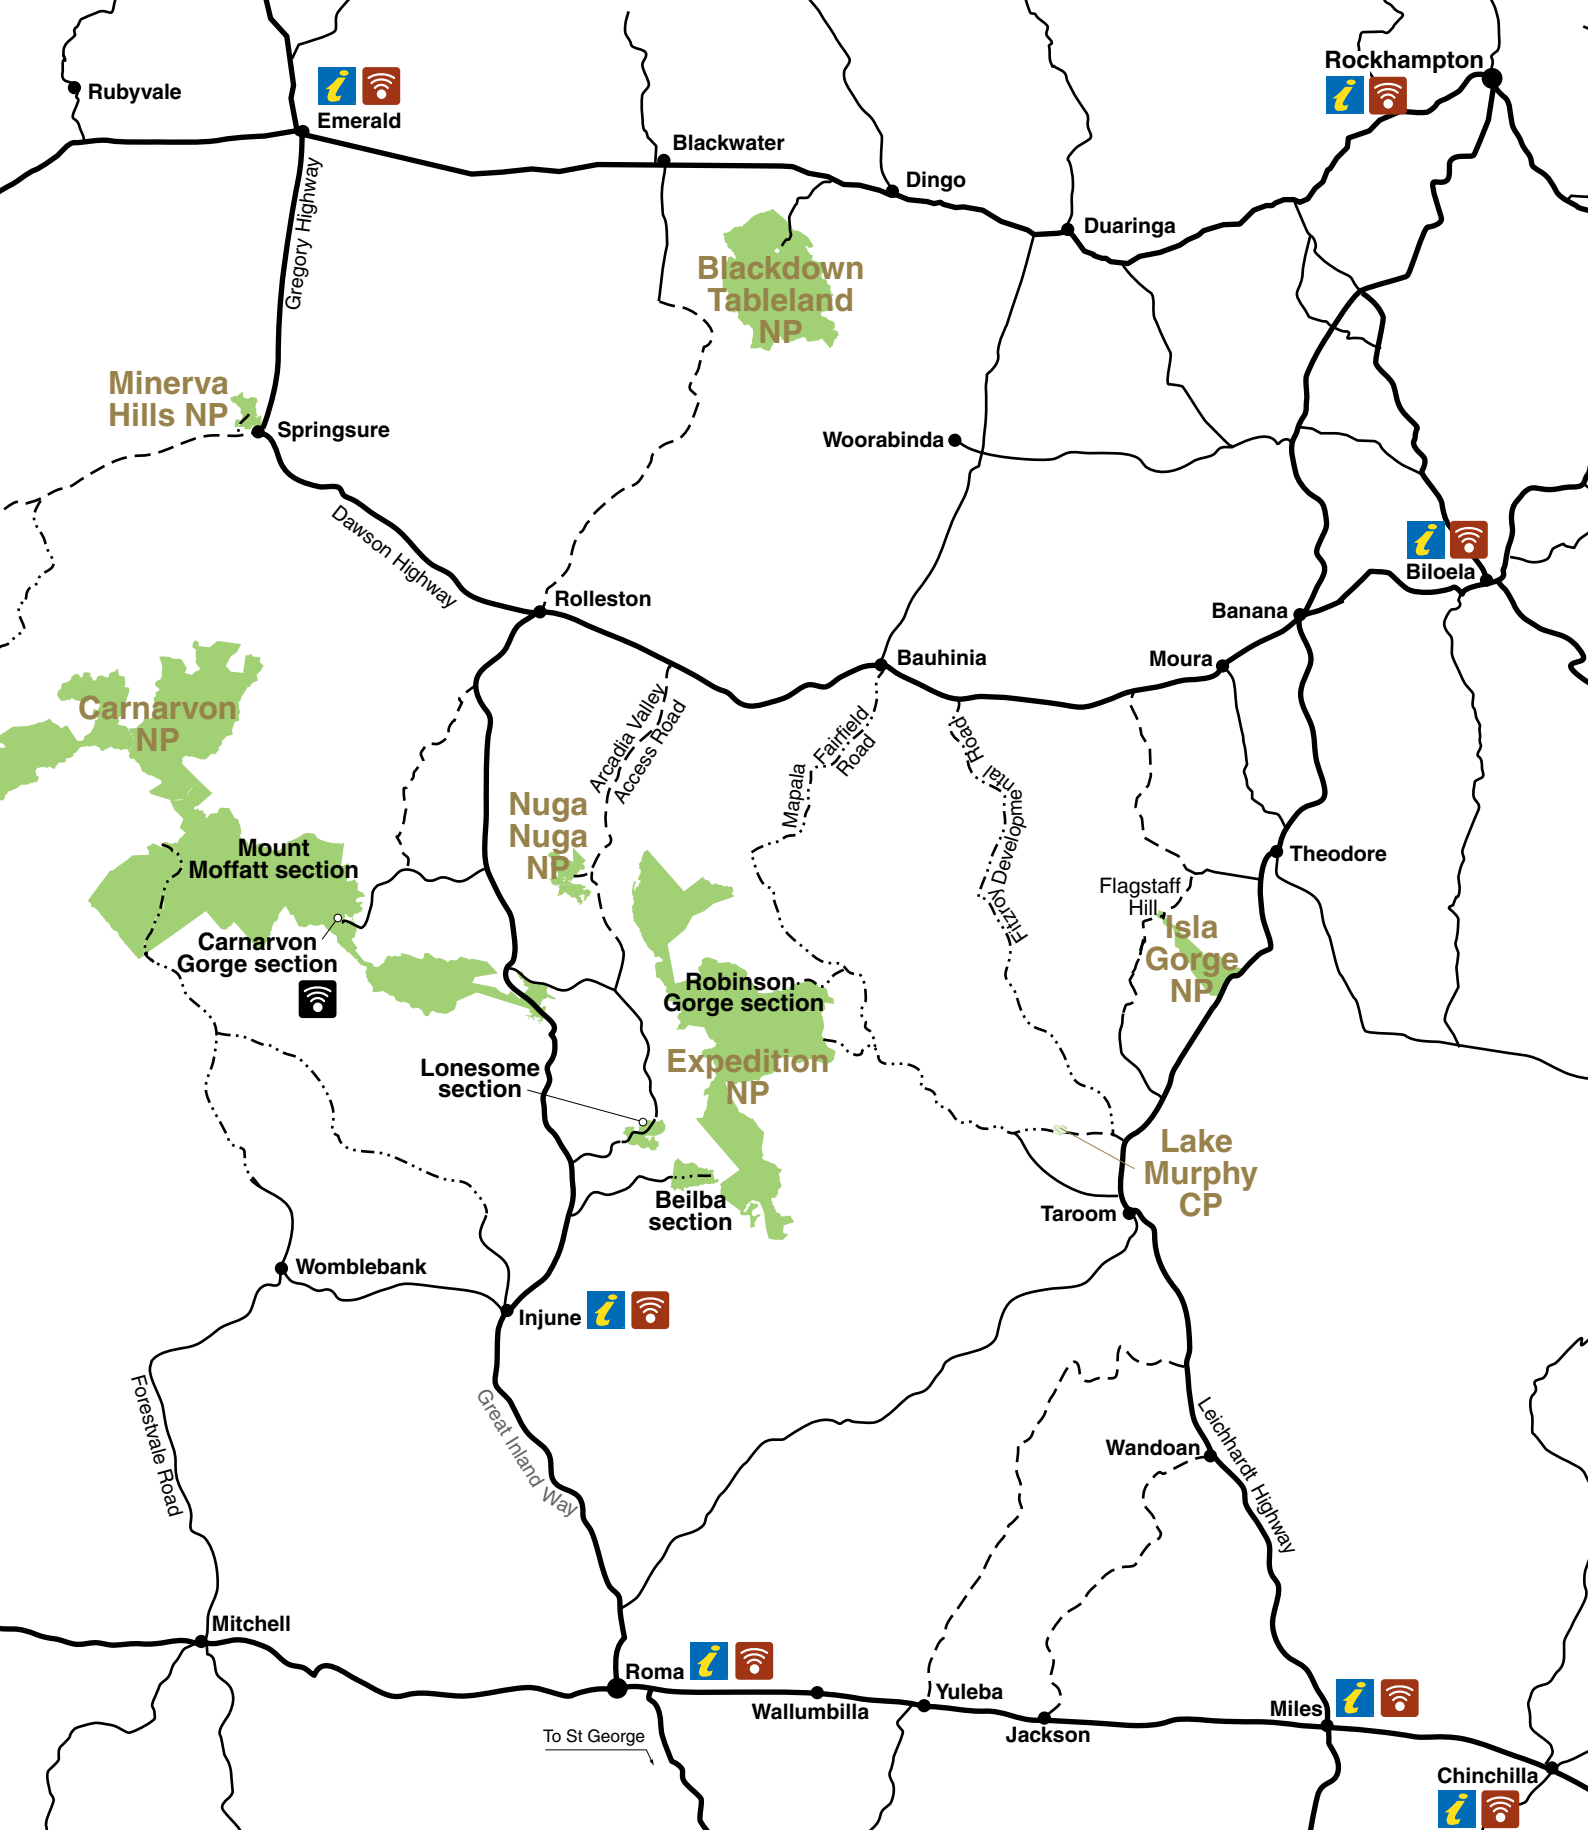 Rockhampton
Rubyvale
Emerald
Blackwater
Dingo
Duaringa
Gregory Highway
Blackdown
Tableland
NP
Minerva
Hills NP
Springsure
Woorabinda
Dawson Highway
Biloela
Rolleston
Banana
Bauhinia
Moura
Carnarvon
NP
Arcadia Valley
Access Road
Fairfield
Road
Mapala
Fitzroy Developmental Road
Nuga
Nuga
NP
Mount
Moffatt section
Theodore
Flagstaff
Hill
Isla
Gorge
NP
Carnarvon
Gorge section
Robinson
Gorge section
Expedition
NP
Lonesome
section
Lake
Murphy
CP
Beilba
section
Taroom
Womblebank
Injune
Forestvale Road
Great Inland Way
Leichhardt Highway
Wandoan
Mitchell
Roma
Wallumbilla
Yuleba
Jackson
Miles
To St George
Chinchilla